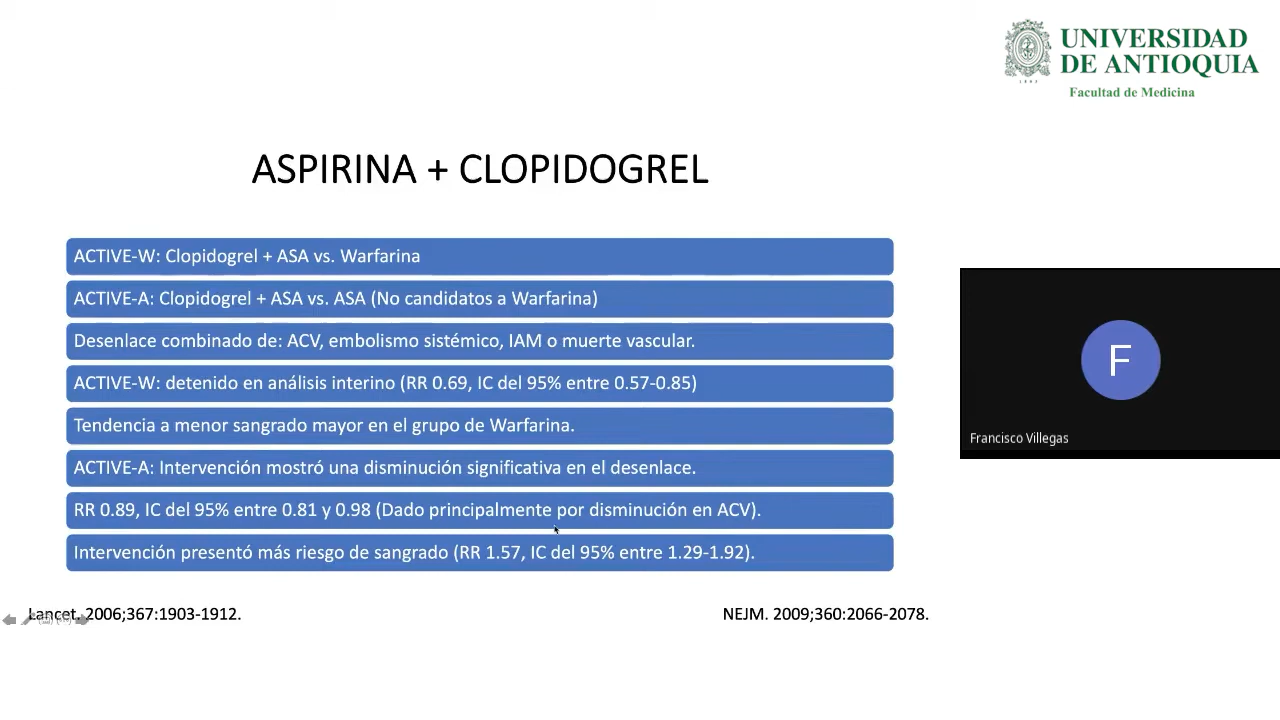 UNIVERSIDAD
DE ANTIOQUIA
Facultad de Medicina
ASPIRINA + CLOPIDOGREL
ACTIVE-W: Clopidogrel + ASA vs. Warfarina
ACTIVE-A: Clopidogrel + ASA vs. ASA (No candidatos a Warfarina)
Desenlace combinado de: ACV, embolismo sistémico, IAM o muerte vascular.
ACTIVE-W: detenido en análisis interino (RR 0.69, IC del 95% entre 0.57-0.85)
Tendencia a menor sangrado mayor en el grupo de Warfarina.
ACTIVE-A: Intervención mostró una disminución significativa en el desenlace.
RR 0.89, IC del 95% entre 0.81 y 0.98 (Dado principalmente por disminución en ACV).
Intervención presentó más riesgo de sangrado (RR 1.57, IC del 95% entre 1.29-1.92).
F
Francisco Villegas
Lancet. 2006;367:1903-1912.
NEJM. 2009;360:2066-2078.